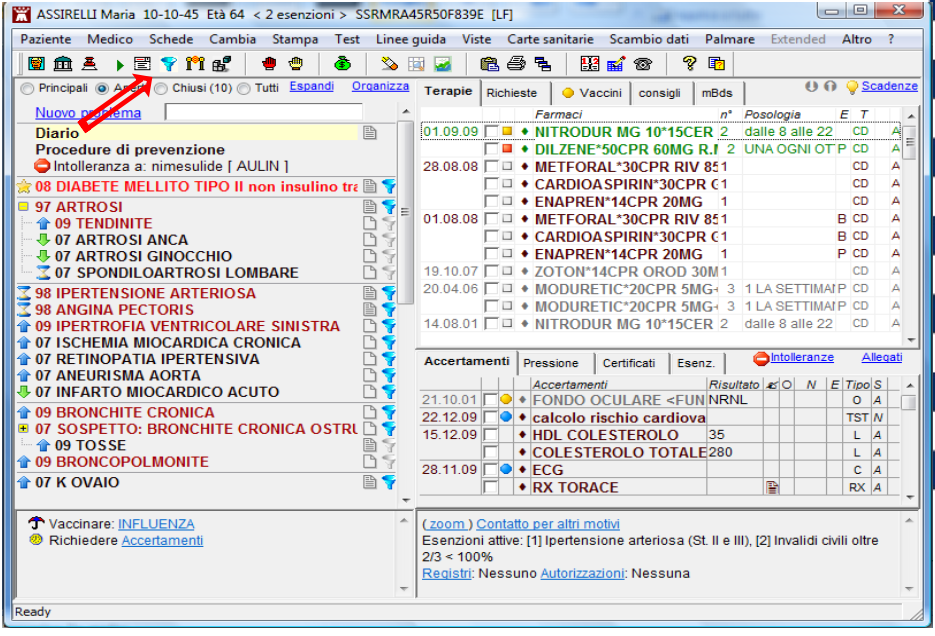 ASSIRELLI Maria 10-10-45 Età 64 < 2 esenzioni > SSRMRA45R50F839E [LF]
Paziente Medico Schede Cambia Stampa Test Linee guida Viste Carte sanitarie Scambio dati Palmare Extended Altro ?
Principali Chiusi (10) Tutti Espandi Organizza
Nuovo problema
Diario
Procedure di prevenzione
Intolleranza a: nimesulide [ AULIN ]
08 DIABETE MELLITO TIPO II non insulino tra
97 ARTROSI
09 TENDINITE
07 ARTROSI ANCA
07 ARTROSI GINOCCHIO
07 SPONDILOARTROSI LOMBARE
98 IPERTENSIONE ARTERIOSA
98 ANGINA PECTORIS
09 IPERTROFIA VENTRICOLARE SINISTRA
07 ISCHEMIA MIOCARDICA CRONICA
07 RETINOPATIA IPERTENSIVA
07 ANEURISMA AORTA
07 INFARTO MIOCARDICO ACUTO
09 BRONCHITE CRONICA
07 SOSPETTO: BRONCHITE CRONICA OSTRU
09 TOSSE
09 BRONCOPOLMONITE
07 K OVAIO
Terapie Richieste Vaccini consigli mBds Scadenze
Farmaci n° Posologia E T
01.09.09 NITRODUR MG 10*15CER 2 dalle 8 alle 22 CD A
DILZENE*50CPR 60MG R.M 2 UNA OGNI OT P CD A
28.08.08 METFORAL*30CPR RIV 85 1 CD A
CARDIOASPIRIN*30CPR G 1 CD A
ENAPREN*14CPR 20MG 1 CD A
01.08.08 METFORAL*30CPR RIV 85 1 B CD A
CARDIOASPIRIN*30CPR G 1 B CD A
ENAPREN*14CPR 20MG 1 P CD A
19.10.07 ZOTON*14CPR OROD 30M 1 CD A
20.04.06 MODURETIC*20CPR 5MG+ 3 1 LA SETTIMAN P CD A
MODURETIC*20CPR 5MG+ 3 1 LA SETTIMAN P CD A
14.08.01 NITRODUR MG 10*15CER 2 dalle 8 alle 22 CD A
Accertamenti Pressione Certificati Esenz. Intolleranze Allegati
Accertamenti Risultato O N E Tipo S
21.10.01 FONDO OCULARE <FUN NRNL O A
22.12.09 calcolo rischio cardiova TST N
15.12.09 HDL COLESTEROLO 35 L A
COLESTEROLO TOTALE 280 L A
28.11.09 ECG C A
RX TORACE RX A
Vaccinare: INFLUENZA
Richiedere Accertamenti
( zoom ) Contatto per altri motivi
Esenzioni attive: [1] Ipertensione arteriosa (St. II e III), [2] Invalidi civili oltre
2/3 < 100%
Registri: Nessuno Autorizzazioni: Nessuna
Ready